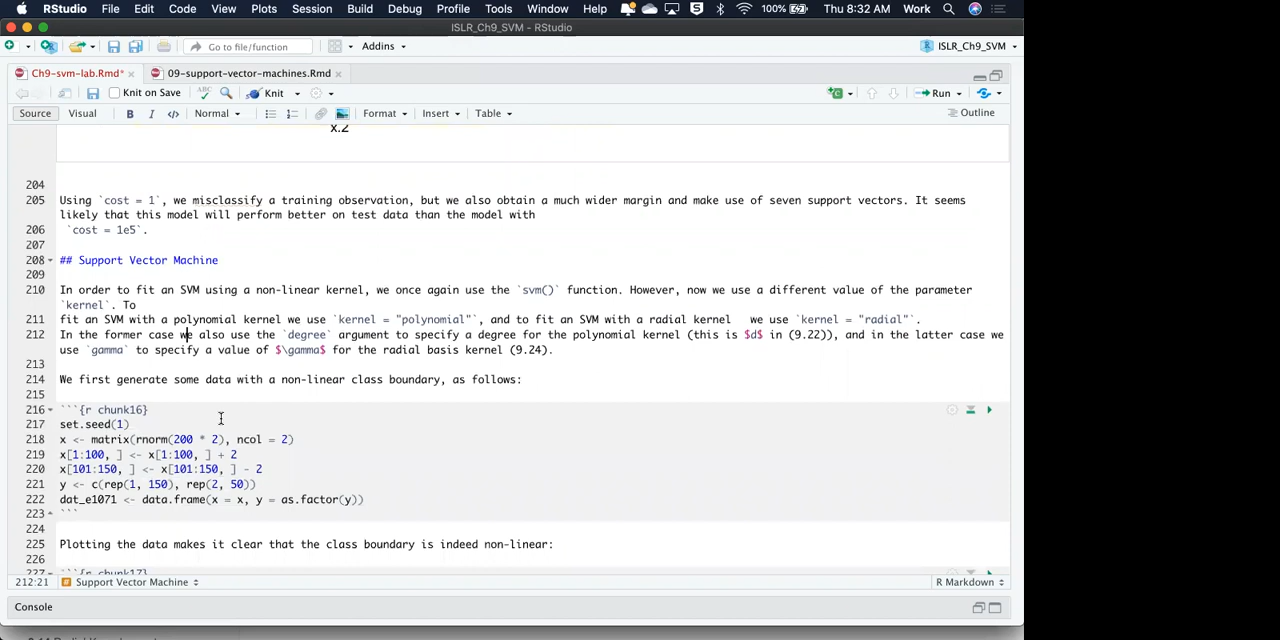 RStudio File Edit Code View Plots Session Build Debug Profile Tools Window Help 100% Thu 8:32 AM Work
ISLR_Ch9_SVM - RStudio
Go to file/function Addins ISLR_Ch9_SVM
Ch9-svm-lab.Rmd* 09-support-vector-machines.Rmd
Knit on Save ABC Knit Run
Source Visual B I </> Normal Format Insert Table Outline
x.2
204
205 Using `cost = 1`, we misclassify a training observation, but we also obtain a much wider margin and make use of seven support vectors. It seems
likely that this model will perform better on test data than the model with
206 `cost = 1e5`.
207
208 ## Support Vector Machine
209
210 In order to fit an SVM using a non-linear kernel, we once again use the `svm()` function. However, now we use a different value of the parameter
`kernel`. To
211 fit an SVM with a polynomial kernel we use `kernel = "polynomial"`, and to fit an SVM with a radial kernel we use `kernel = "radial"`.
212 In the former case we also use the `degree` argument to specify a degree for the polynomial kernel (this is $d$ in (9.22)), and in the latter case we
use `gamma` to specify a value of $\gamma$ for the radial basis kernel (9.24).
213
214 We first generate some data with a non-linear class boundary, as follows:
215
216 ```{r chunk16}
217 set.seed(1)
218 x <- matrix(rnorm(200 * 2), ncol = 2)
219 x[1:100, ] <- x[1:100, ] + 2
220 x[101:150, ] <- x[101:150, ] - 2
221 y <- c(rep(1, 150), rep(2, 50))
222 dat_e1071 <- data.frame(x = x, y = as.factor(y))
223 ```
224
225 Plotting the data makes it clear that the class boundary is indeed non-linear:
226
227 ```{r chunk17}
212:21 Support Vector Machine R Markdown
Console